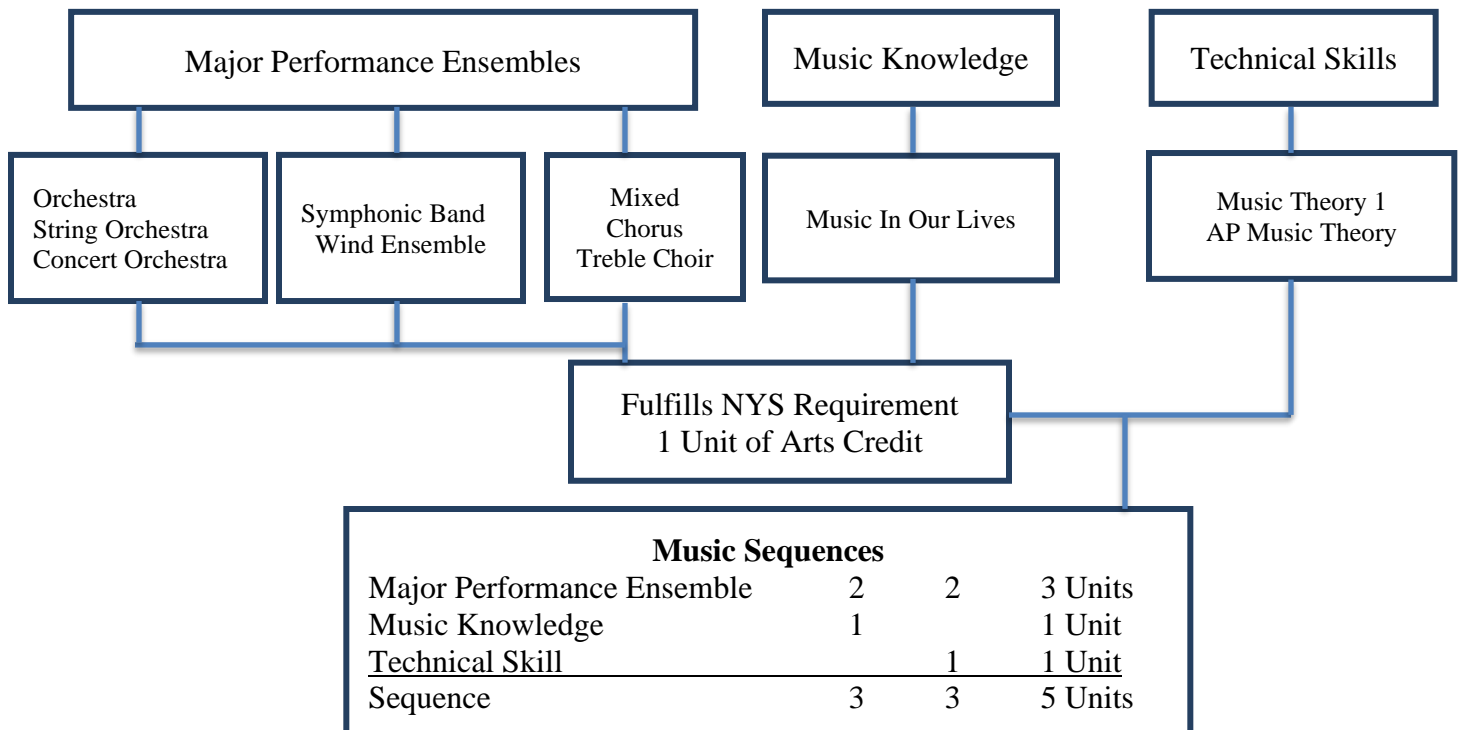 Major Performance Ensembles
Music Knowledge
Technical Skills
Orchestra
String Orchestra
Concert Orchestra
Symphonic Band
Wind Ensemble
Mixed
Chorus
Treble Choir
Music In Our Lives
Music Theory 1
AP Music Theory
Fulfills NYS Requirement
1 Unit of Arts Credit
Music Sequences
Major Performance Ensemble 2 2 3 Units
Music Knowledge 1 1 Unit
Technical Skill 1 1 Unit
Sequence 3 3 5 Units